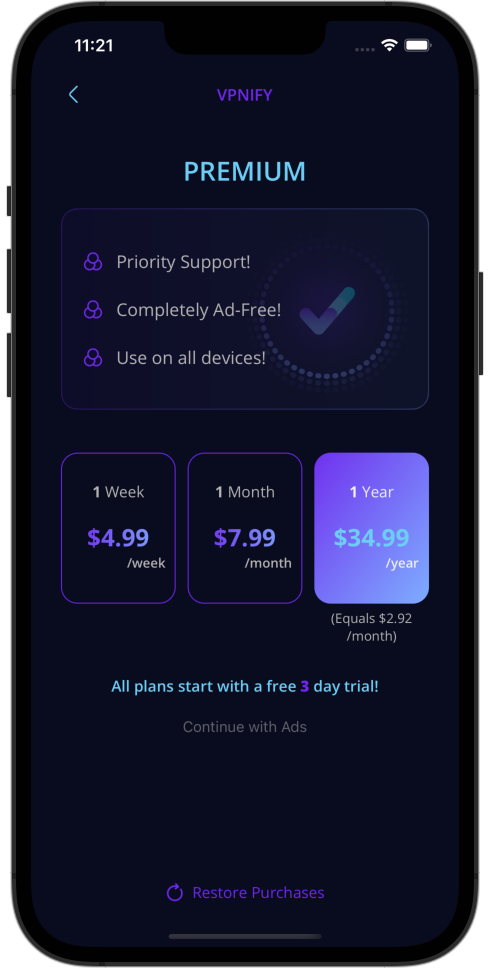 11:21
VPNIFY
PREMIUM
Priority Support!
Completely Ad-Free!
Use on all devices!
1 Week
$4.99
/week
1 Month
$7.99
/month
1 Year
$34.99
/year
(Equals $2.92
/month)
All plans start with a free 3 day trial!
Continue with Ads
Restore Purchases